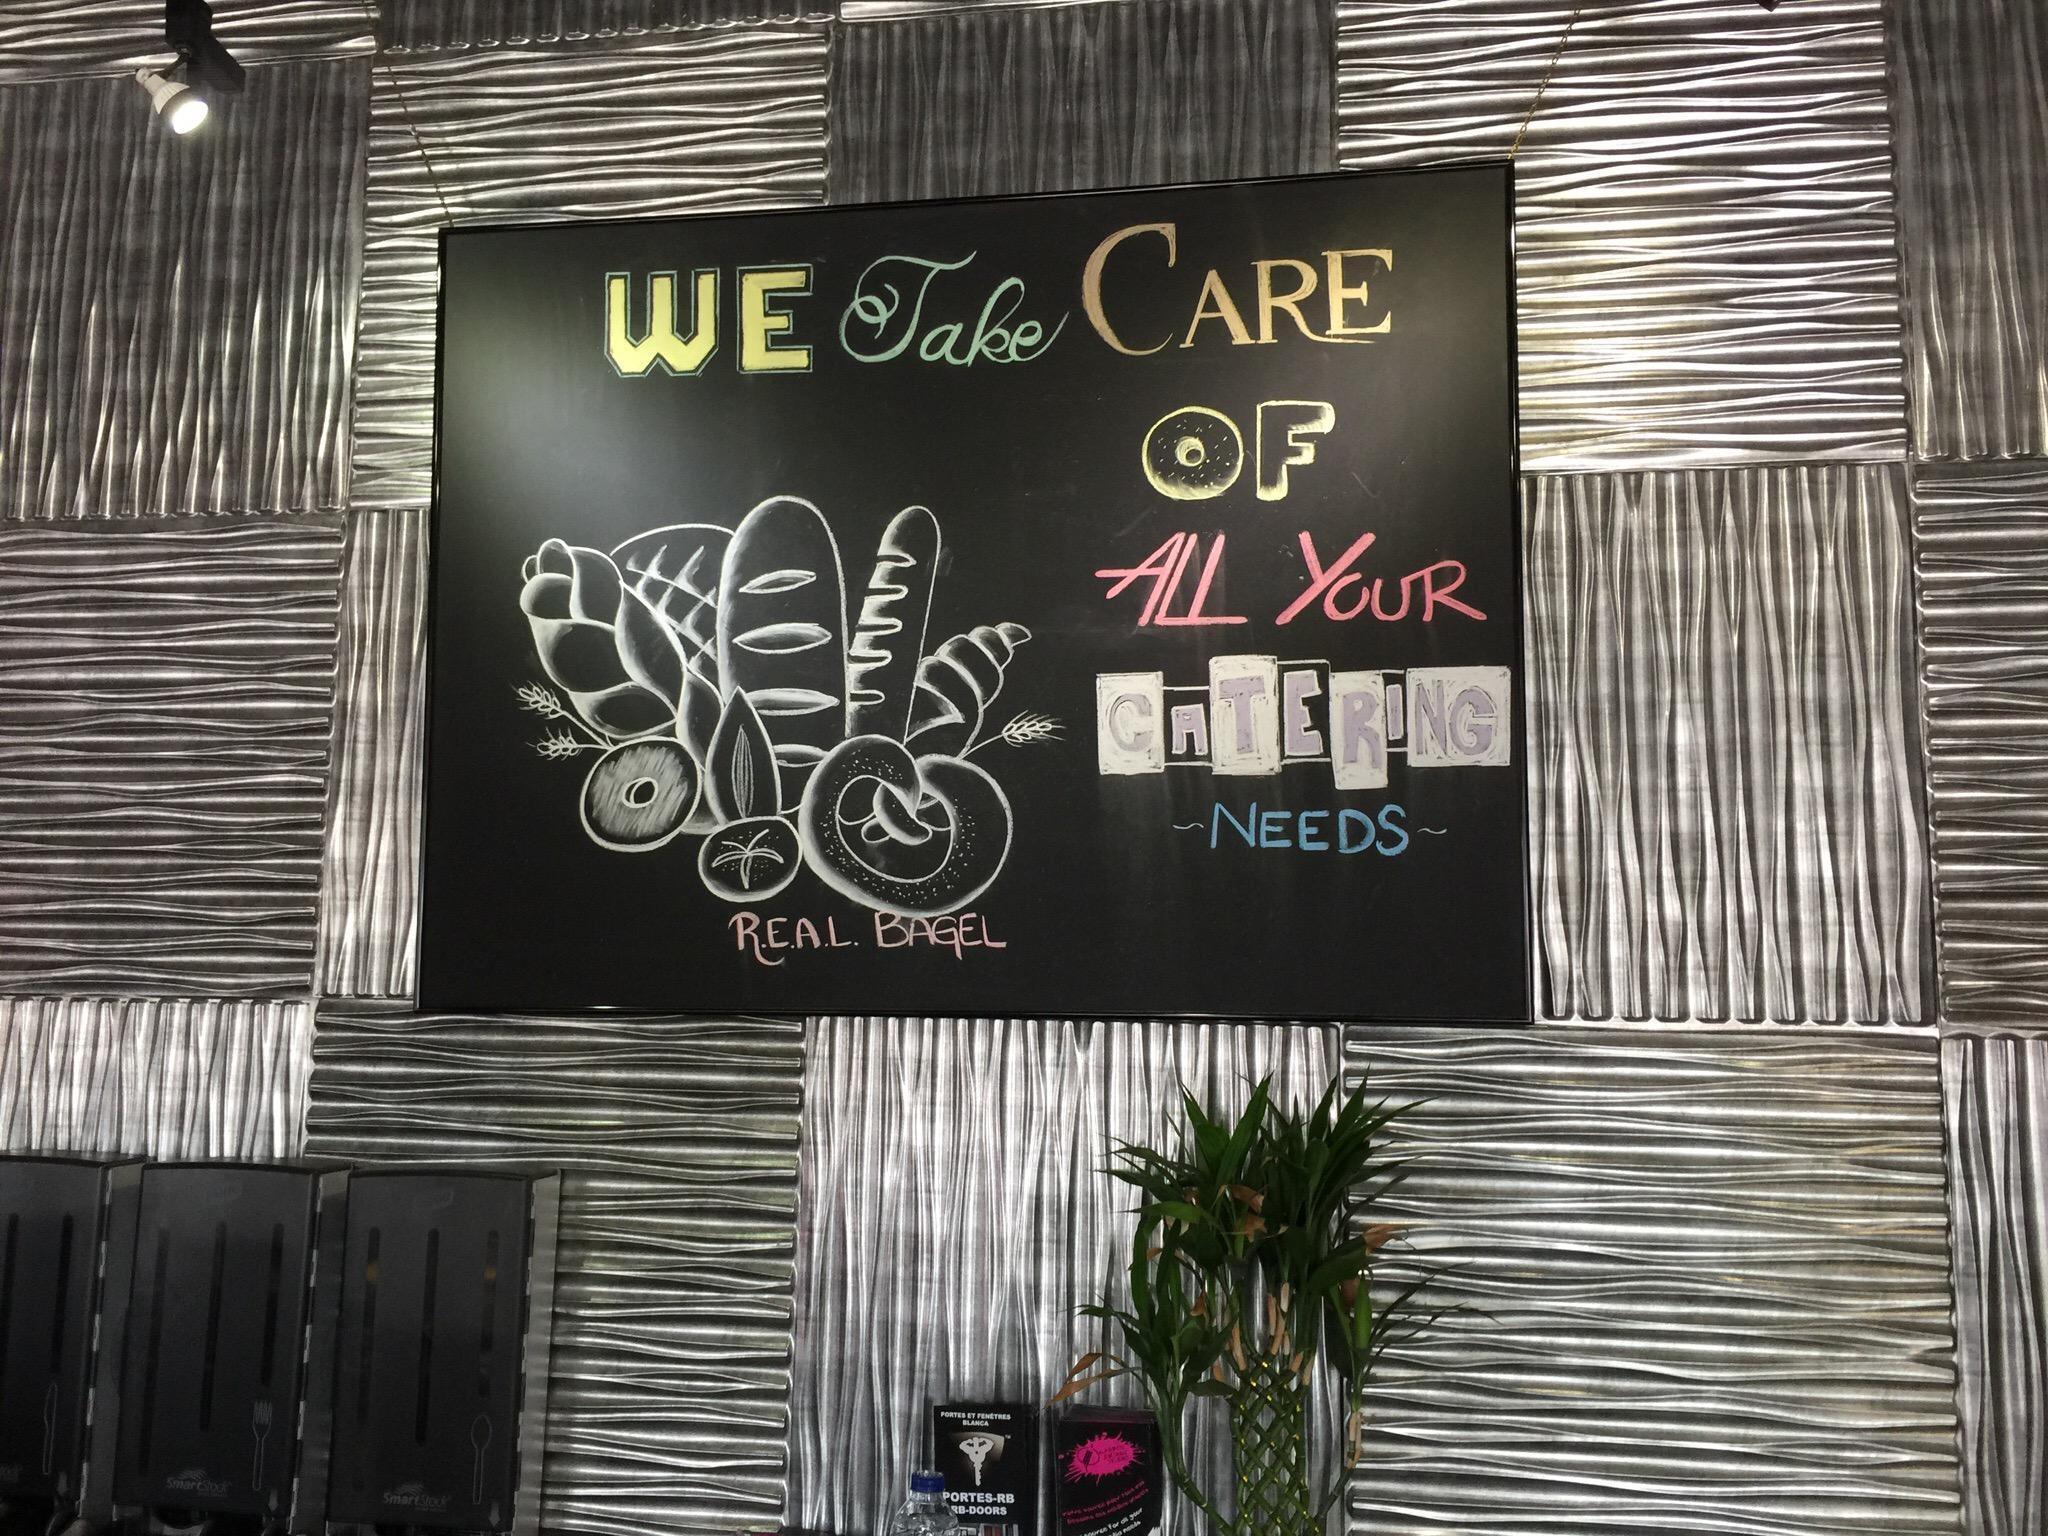 WE Take CARE
OF
ALL YOUR
CATERING
~NEEDS~
R.E.A.L. BAGEL
PORTES ET FENÊTRES
BLANCA
PORTES-RB
RB-DOORS
SmartStock
SmartStock